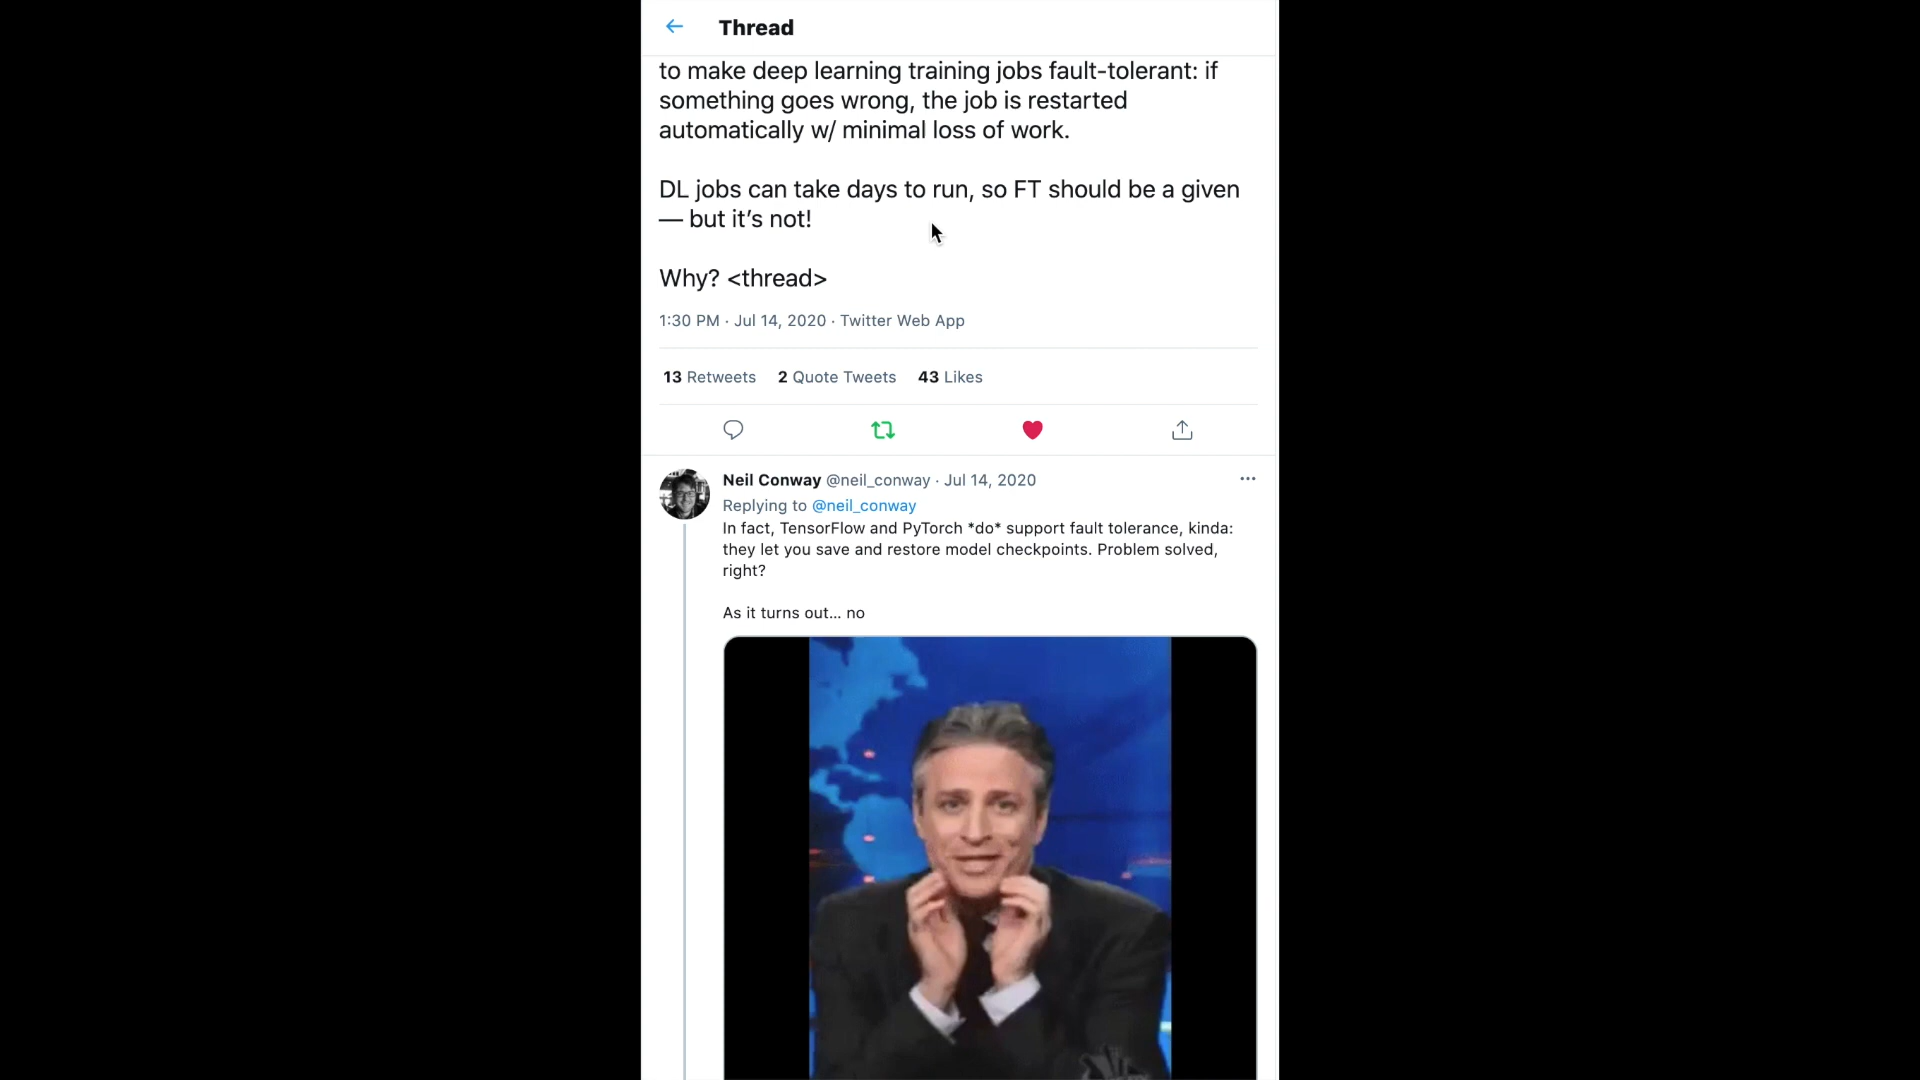 Thread
to make deep learning training jobs fault-tolerant: if
something goes wrong, the job is restarted
automatically w/ minimal loss of work.
DL jobs can take days to run, so FT should be a given
— but it’s not!
Why? <thread>
1:30 PM · Jul 14, 2020 · Twitter Web App
13 Retweets 2 Quote Tweets 43 Likes
Neil Conway @neil_conway · Jul 14, 2020
Replying to @neil_conway
In fact, TensorFlow and PyTorch *do* support fault tolerance, kinda:
they let you save and restore model checkpoints. Problem solved,
right?
As it turns out... no